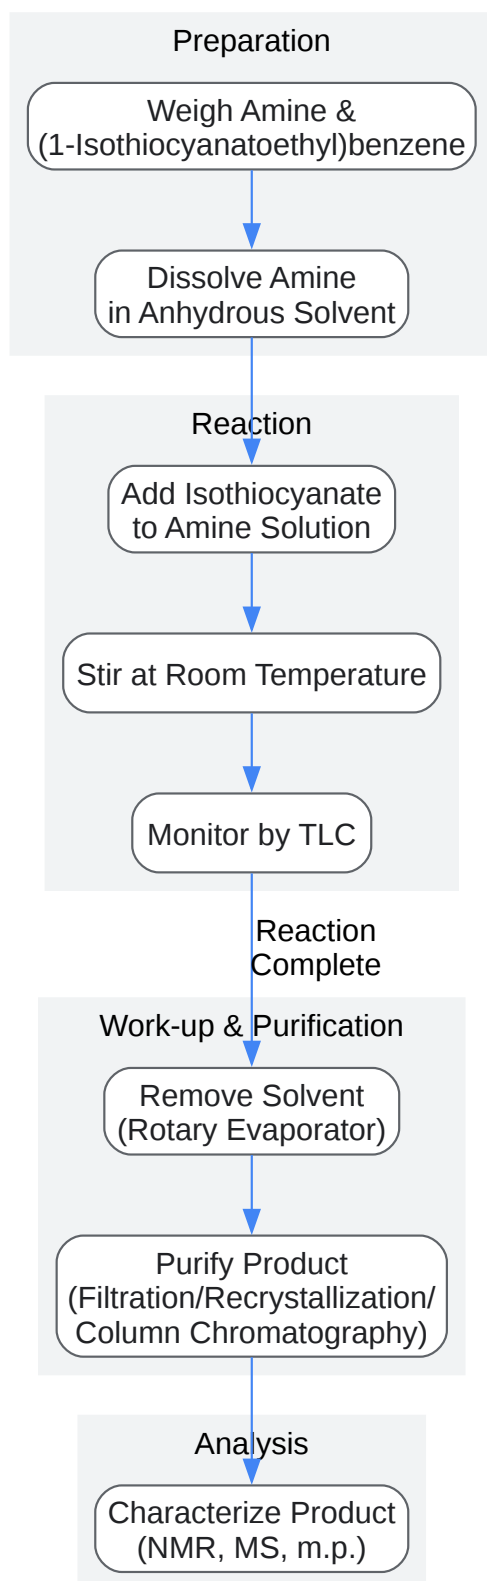 Preparation
Weigh Amine &
(1-Isothiocyanatoethyl)benzene
Dissolve Amine
in Anhydrous Solvent
Reaction
Add Isothiocyanate
to Amine Solution
Stir at Room Temperature
Monitor by TLC
Reaction
Complete
Work-up & Purification
Remove Solvent
(Rotary Evaporator)
Purify Product
(Filtration/Recrystallization/
Column Chromatography)
Analysis
Characterize Product
(NMR, MS, m.p.)